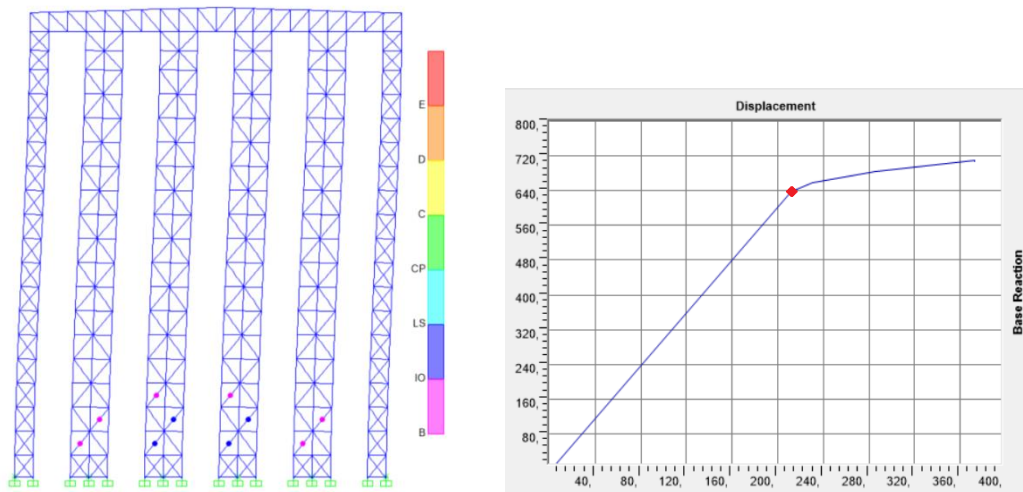 E
D
C
CP
LS
IO
B
Displacement
800,
720,
640,
560,
480,
400,
320,
240,
160,
80,
40, 80, 120, 160, 200, 240, 280, 320, 360, 400,
Base Reaction